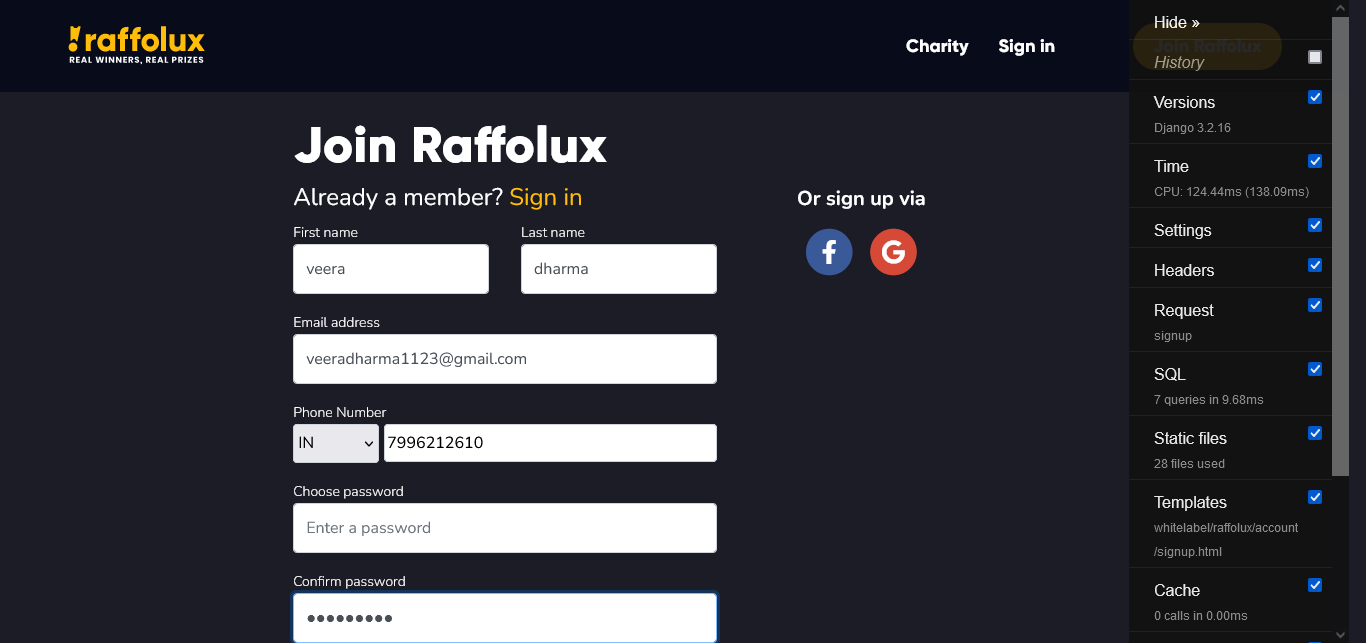 raffolux
REAL WINNERS, REAL PRIZES
Charity
Sign in
Join Raffolux
Hide »
History
Versions
Django 3.2.16
Time
CPU: 124.44ms (138.09ms)
Settings
Headers
Request
signup
SQL
7 queries in 9.68ms
Static files
28 files used
Templates
whitelabel/raffolux/account
/signup.html
Cache
0 calls in 0.00ms
Join Raffolux
Already a member? Sign in
First name
Last name
veera
dharma
Email address
veeradharma1123@gmail.com
Phone Number
IN
7996212610
Choose password
Enter a password
Confirm password
•••••••••
Or sign up via